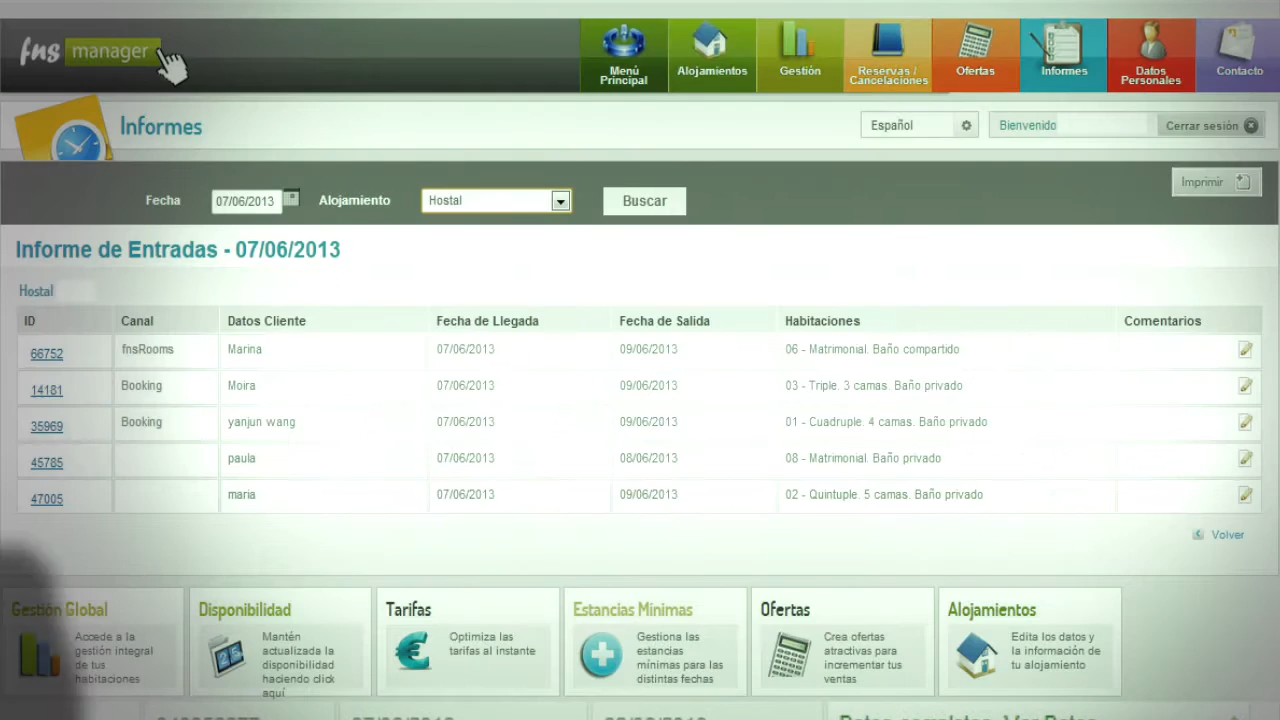 fns manager
Menú Principal
Alojamientos
Gestión
Reservas / Cancelaciones
Ofertas
Informes
Datos Personales
Contacto
Informes
Español
Bienvenido
Cerrar sesión
Imprimir
Fecha 07/06/2013 Alojamiento Hostal Buscar
Informe de Entradas - 07/06/2013
Hostal
ID Canal Datos Cliente Fecha de Llegada Fecha de Salida Habitaciones Comentarios
66752 fnsRooms Marina 07/06/2013 09/06/2013 06 - Matrimonial. Baño compartido
14181 Booking Moira 07/06/2013 09/06/2013 03 - Triple. 3 camas. Baño privado
35969 Booking yanjun wang 07/06/2013 09/06/2013 01 - Cuadruple. 4 camas. Baño privado
45785 paula 07/06/2013 08/06/2013 08 - Matrimonial. Baño privado
47005 maria 07/06/2013 09/06/2013 02 - Quintuple. 5 camas. Baño privado
Volver
Gestión Global
Accede a la
gestión integral
de tus
habitaciones
Disponibilidad
25
Mantén
actualizada la
disponibilidad
haciendo click
aquí
Tarifas
Optimiza las
tarifas al instante
Estancias Mínimas
Gestiona las
estancias
mínimas para las
distintas fechas
Ofertas
Crea ofertas
atractivas para
incrementar tus
ventas
Alojamientos
Edita los datos y
la información de
tu alojamiento